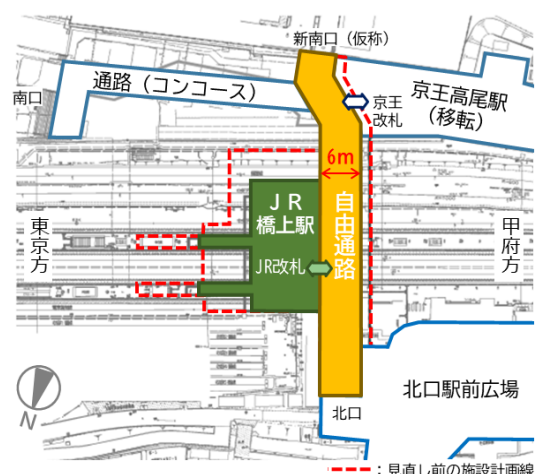 新南口（仮称）
通路（コンコース）
南口
京王
改札
京王高尾駅
（移転）
6m
ＪＲ
橋上駅
自由通路
JR改札
東京方
甲府方
北口駅前広場
北口
N
：見直し前の施設計画線